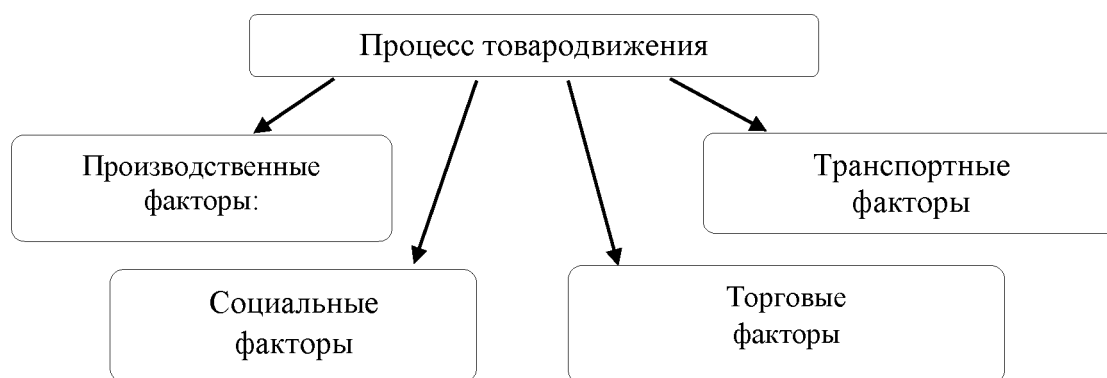 Процесс товародвижения
Производственные
факторы:
Транспортные
факторы
Социальные
факторы
Торговые
факторы